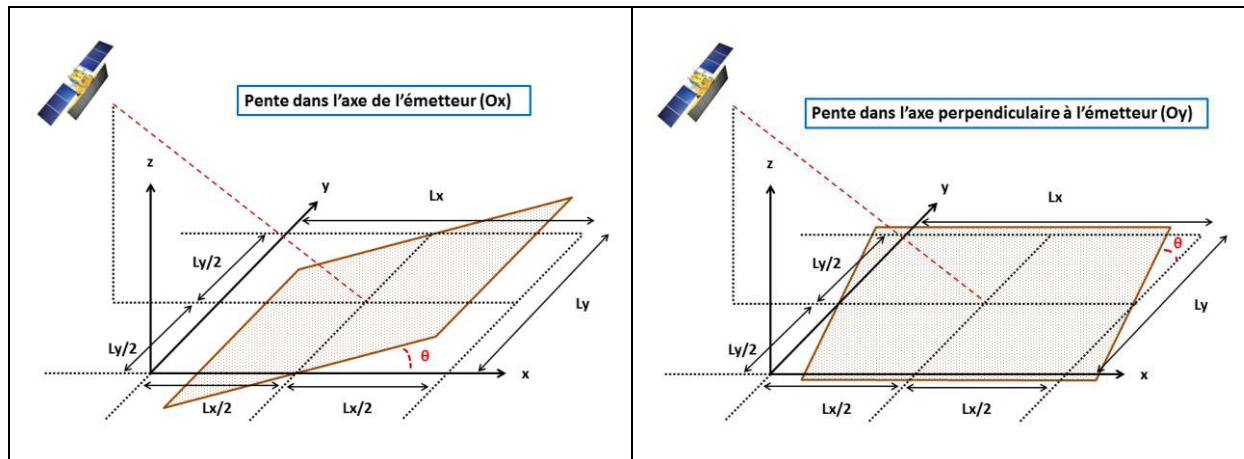 Pente dans l'axe de l'émetteur (Ox)
z
y
Lx
Ly/2
Ly
Ly/2
θ
x
Lx/2
Lx/2
Pente dans l'axe perpendiculaire à l'émetteur (Oy)
z
y
Lx
θ
Ly/2
Ly
Ly/2
x
Lx/2
Lx/2